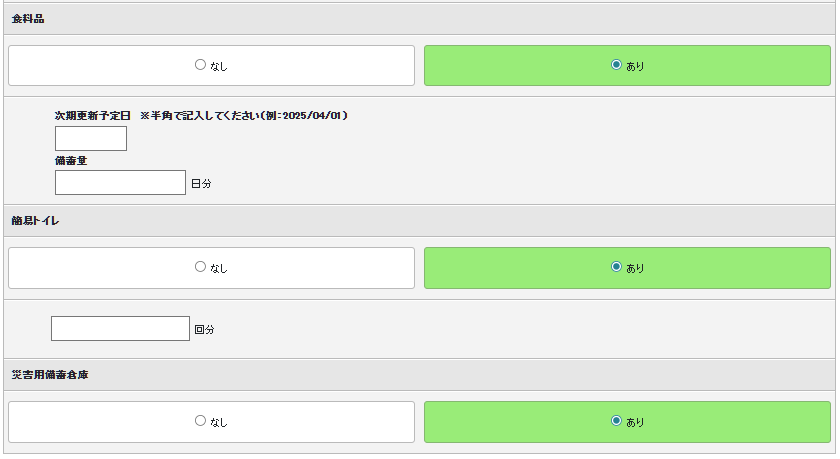 食料品
なし
あり
次期更新予定日　※半角で記入してください(例:2025/04/01)
備蓄量
日分
簡易トイレ
なし
あり
回分
災害用備蓄倉庫
なし
あり